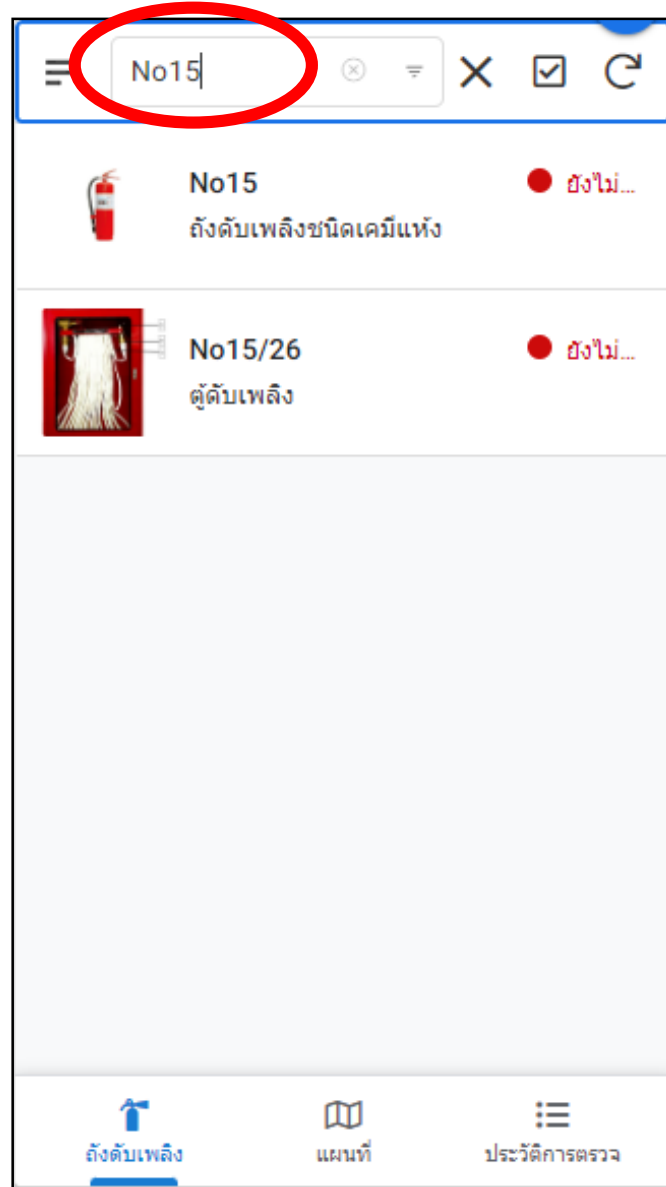 No15
No15
ยังไม่...
ถังดับเพลิงชนิดเคมีแห้ง
No15/26
ยังไม่...
ตู้ดับเพลิง
ถังดับเพลิง
แผนที่
ประวัติการตรวจ